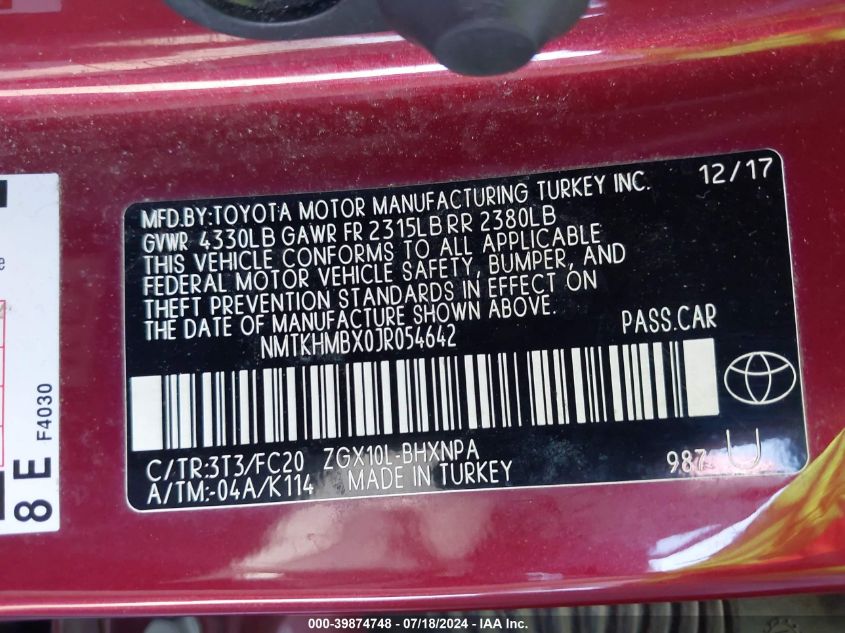 MFD.BY:TOYOTA MOTOR MANUFACTURING TURKEY INC. 12/17
GVWR 4330LB GAWR FR 2315LB RR 2380LB
THIS VEHICLE CONFORMS TO ALL APPLICABLE
FEDERAL MOTOR VEHICLE SAFETY, BUMPER, AND
THEFT PREVENTION STANDARDS IN EFFECT ON
THE DATE OF MANUFACTURE SHOWN ABOVE.
NMTKHMBX0JR054642 PASS.CAR
C/TR:3T3/FC20 ZGX10L-BHXNPA 987 U
A/TM:-04A/K114 MADE IN TURKEY
8 E F4030
000-39874748 - 07/18/2024 - IAA Inc.